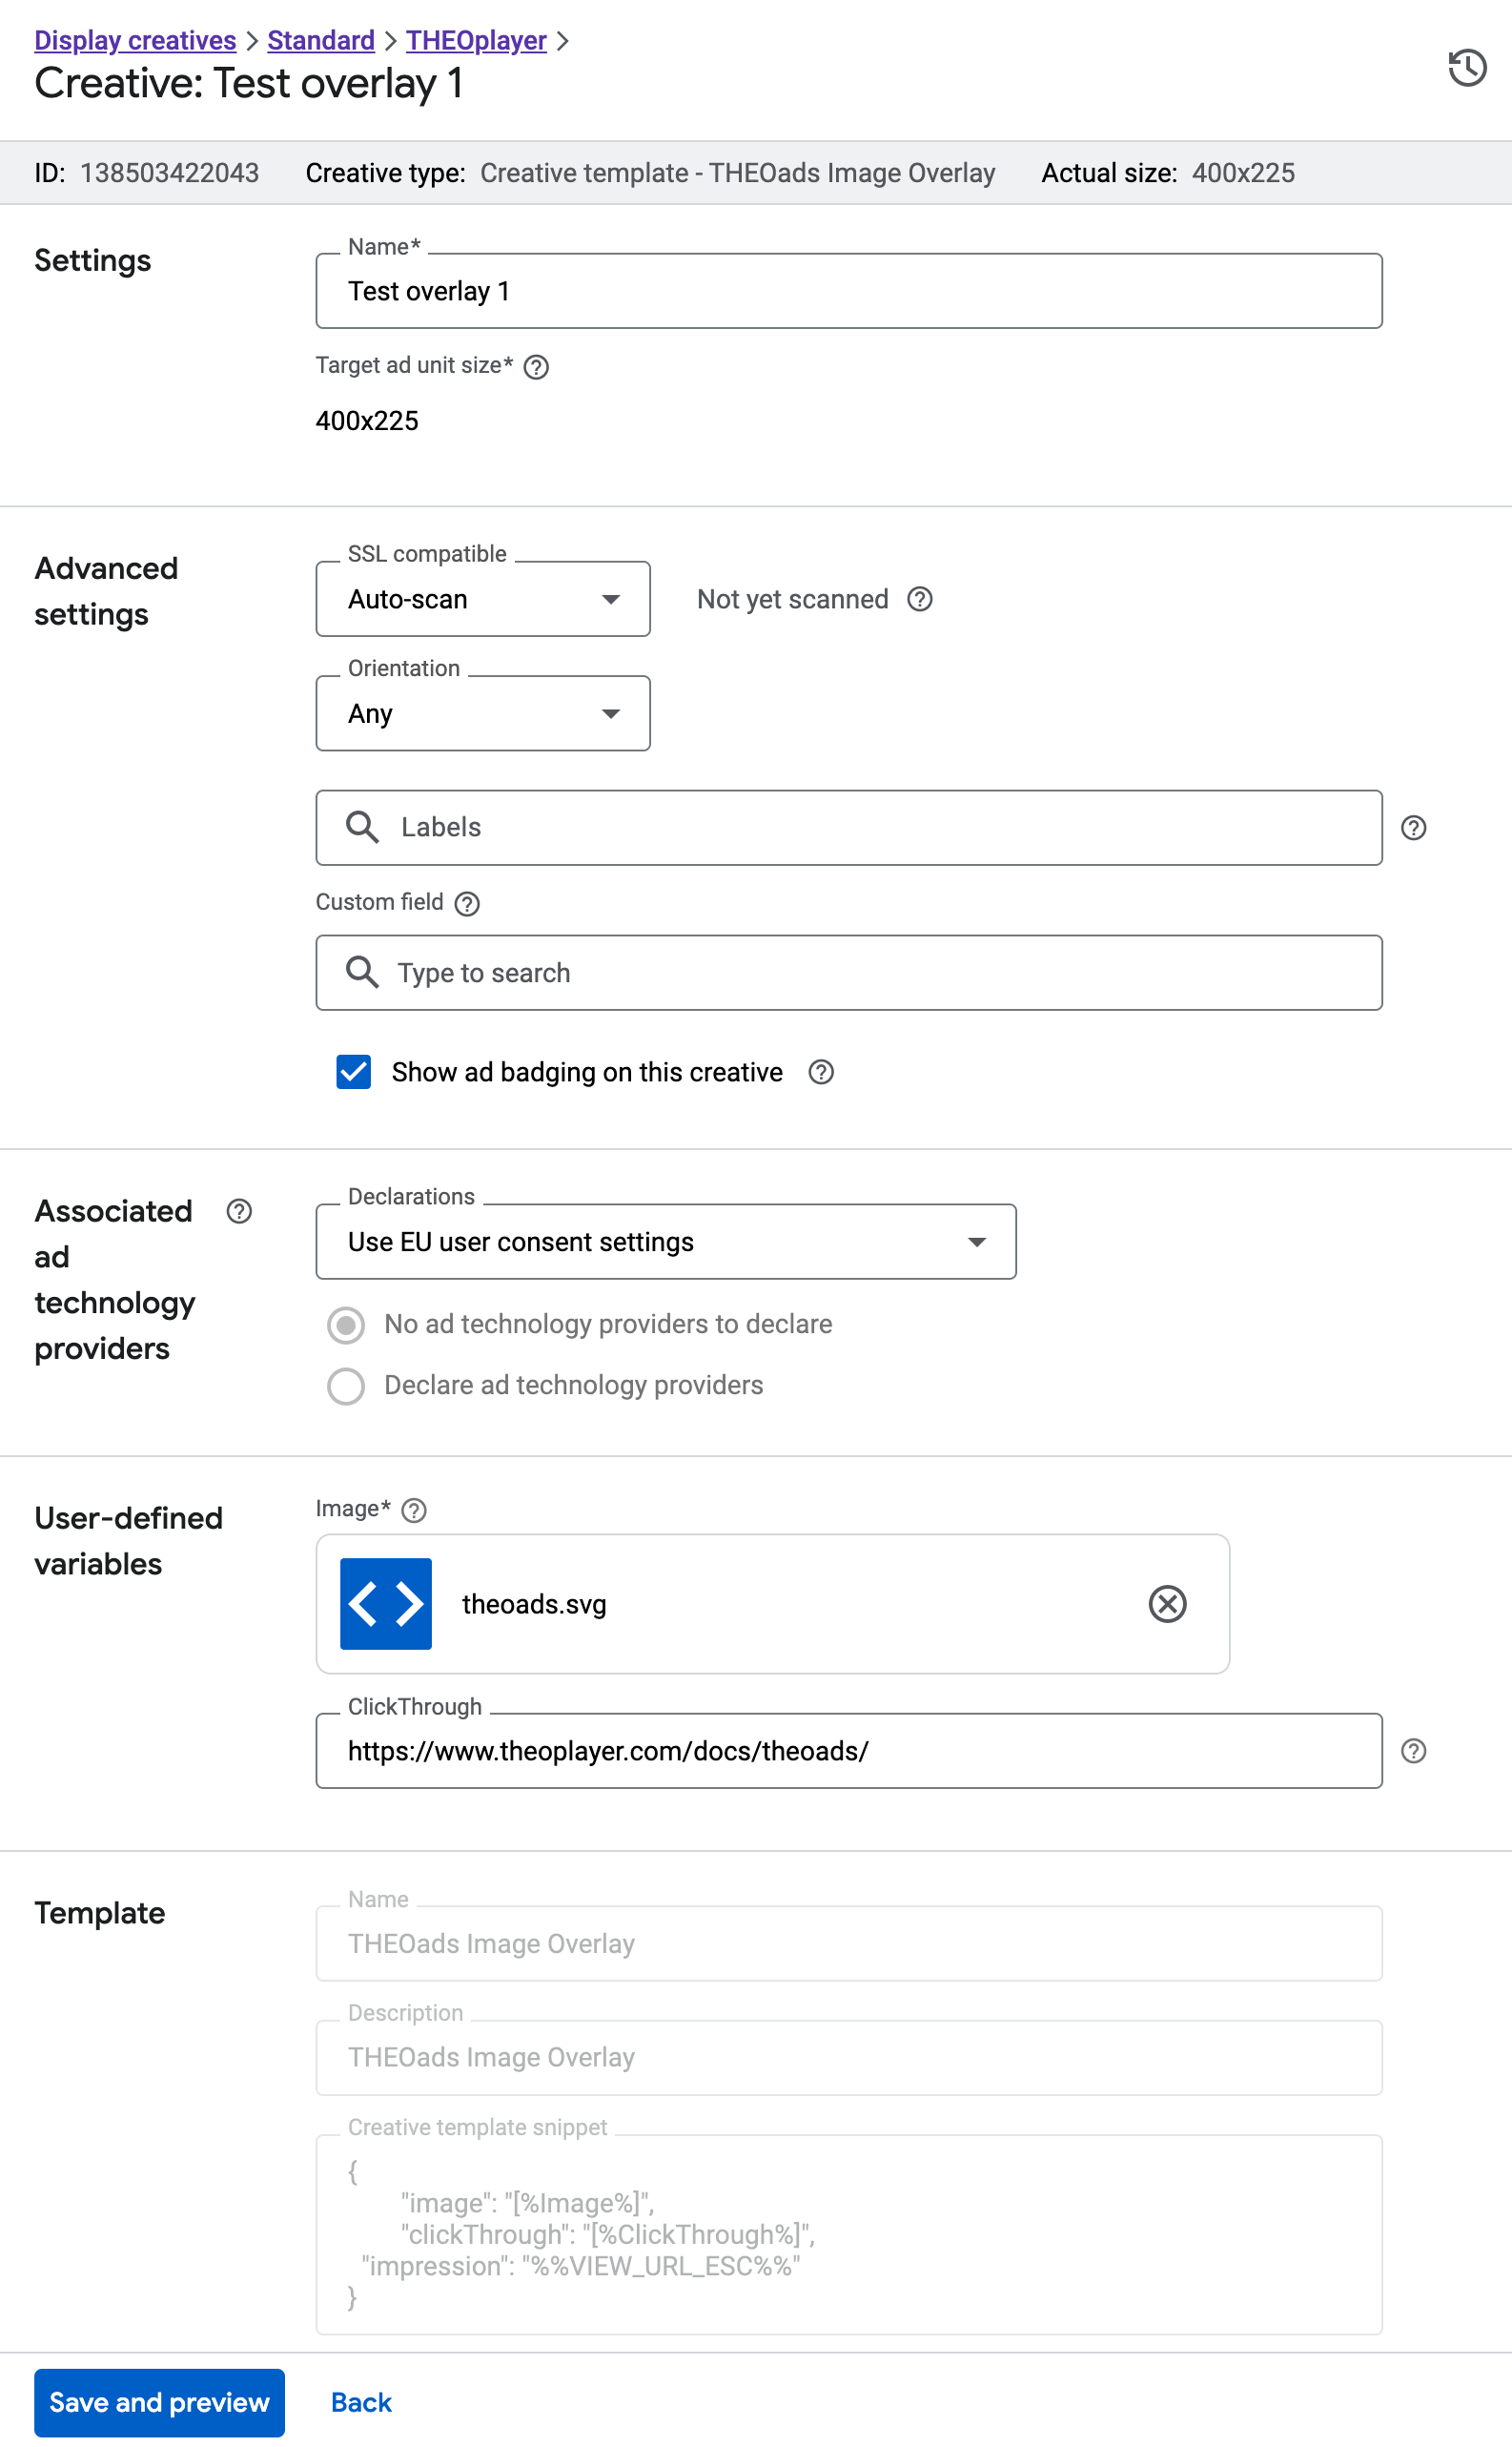 Display creatives > Standard > THEOplayer >
Creative: Test overlay 1
ID: 138503422043 Creative type: Creative template - THEOads Image Overlay Actual size: 400x225
Settings
Name*
Test overlay 1
Target ad unit size*
400x225
Advanced
settings
SSL compatible
Auto-scan
Not yet scanned
Orientation
Any
Labels
Custom field
Type to search
Show ad badging on this creative
Associated
ad
technology
providers
Declarations
Use EU user consent settings
No ad technology providers to declare
Declare ad technology providers
User-defined
variables
Image*
theoads.svg
ClickThrough
https://www.theoplayer.com/docs/theoads/
Template
Name
THEOads Image Overlay
Description
THEOads Image Overlay
Creative template snippet
{
"image": "[%Image%]",
"clickThrough": "[%ClickThrough%]",
"impression": "%%VIEW_URL_ESC%%"
}
Save and preview Back